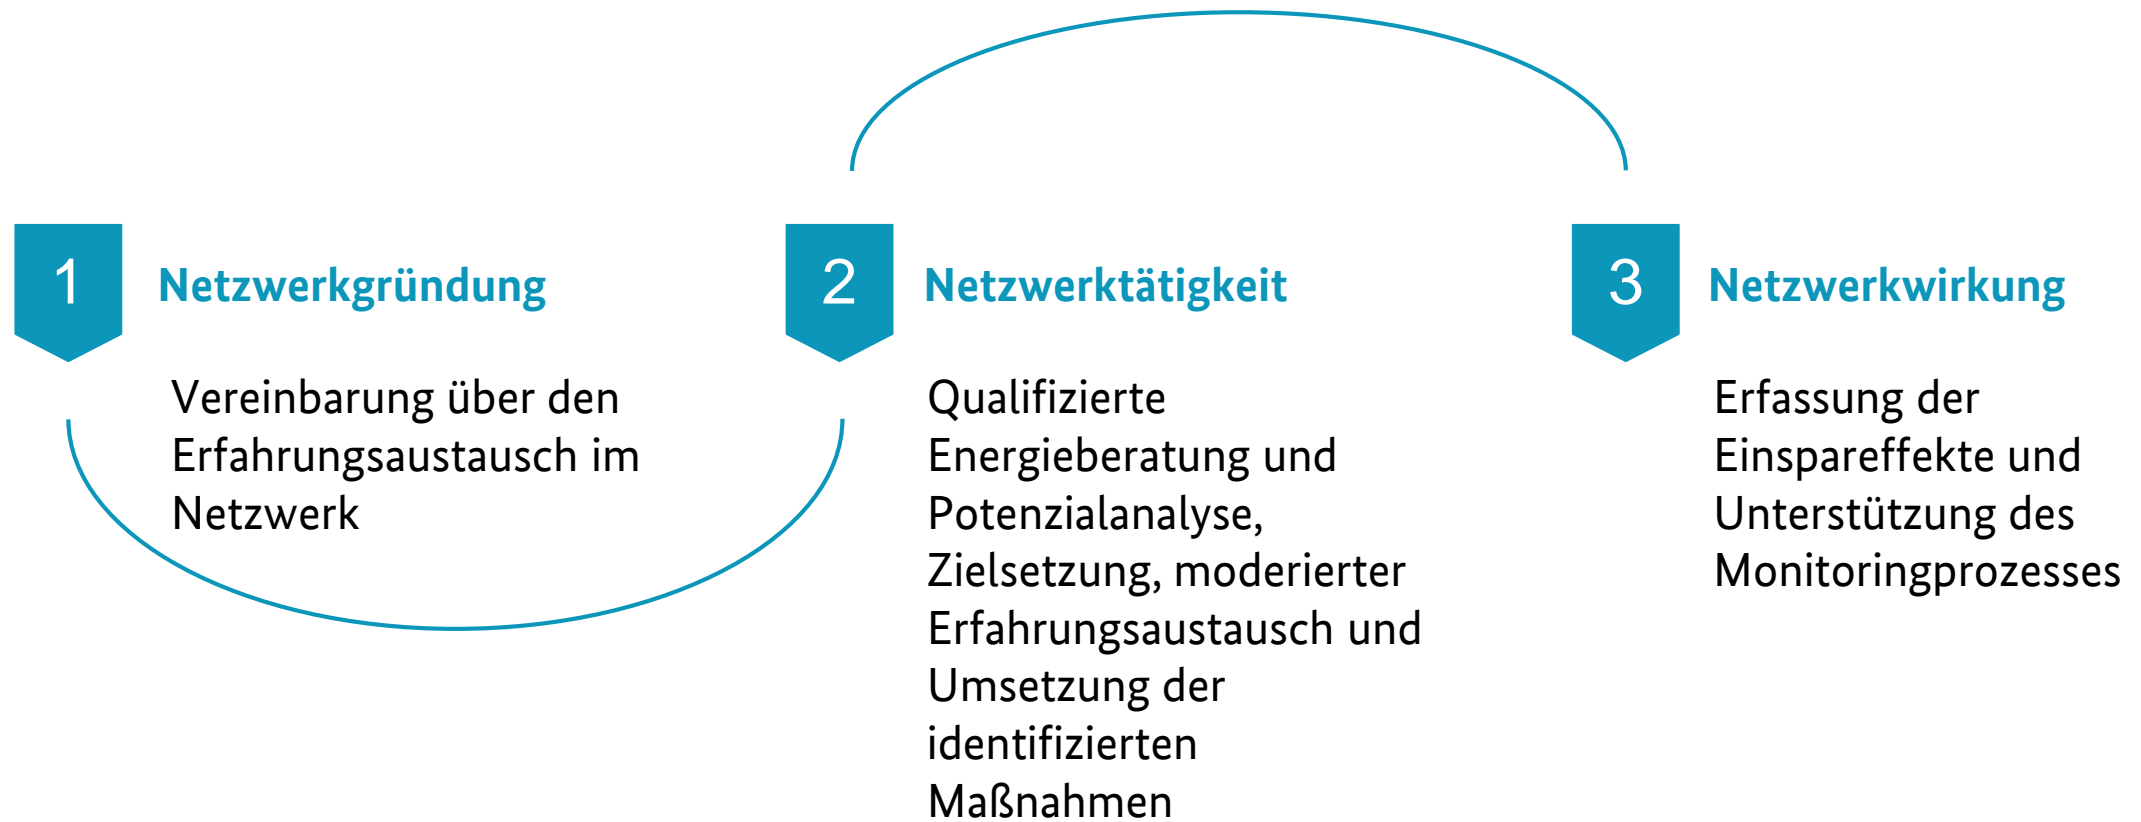 1
Netzwerkgründung
Vereinbarung über den
Erfahrungsaustausch im
Netzwerk
2
Netzwerktätigkeit
Qualifizierte
Energieberatung und
Potenzialanalyse,
Zielsetzung, moderierter
Erfahrungsaustausch und
Umsetzung der
identifizierten
Maßnahmen
3
Netzwerkwirkung
Erfassung der
Einspareffekte und
Unterstützung des
Monitoringprozesses